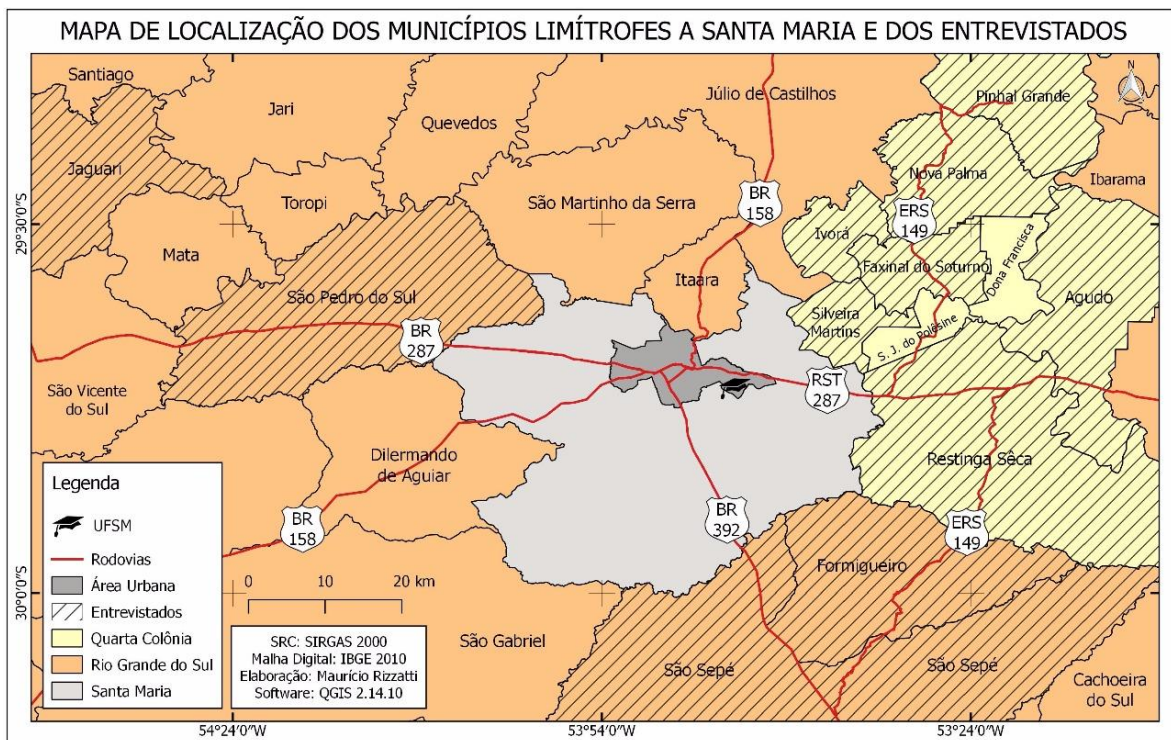 MAPA DE LOCALIZAÇÃO DOS MUNICÍPIOS LIMÍTROFES A SANTA MARIA E DOS ENTREVISTADOS
N
Santiago
Jari
Quevedos
Júlio de Castilhos
Pinhal Grande
Jaguari
Toropi
São Martinho da Serra
BR
158
Nova Palma
Ibarama
Mata
Ivorá
ERS
149
Dona Francisca
São Pedro do Sul
Itaara
Faxinal do Soturno
Agudo
Silveira
Martins
S. J. do Polêsine
BR
287
RST
287
São Vicente
do Sul
Dilermando
de Aguiar
Restinga Sêca
BR
158
BR
392
ERS
149
Formigueiro
São Gabriel
São Sepé
São Sepé
Cachoeira
do Sul
Legenda
UFSM
Rodovias
Área Urbana
Entrevistados
Quarta Colônia
Rio Grande do Sul
Santa Maria
0 10 20 km
SRC: SIRGAS 2000
Malha Digital: IBGE 2010
Elaboração: Maurício Rizzatti
Software: QGIS 2.14.10
29°30'0"S
30°0'0"S
29°30'0"S
30°0'0"S
54°24'0"W
53°54'0"W
53°24'0"W